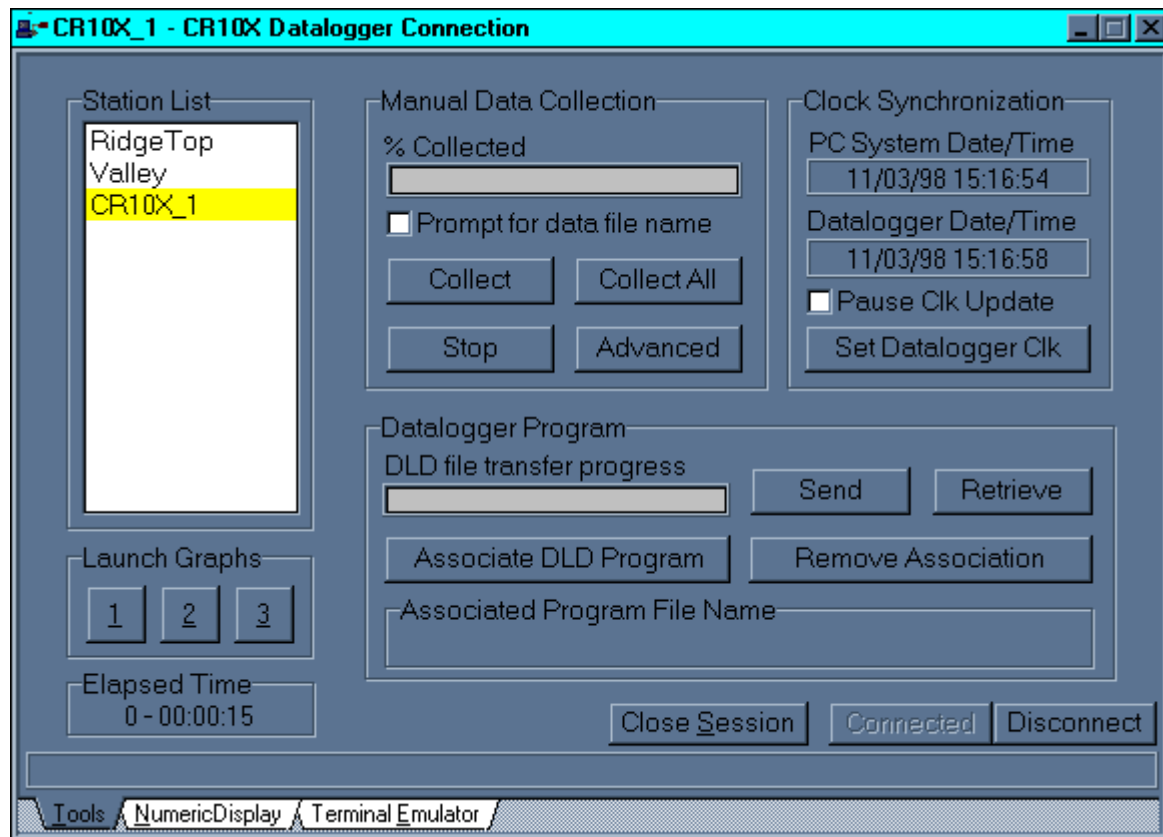 CR10X_1 - CR10X Datalogger Connection
Station List
RidgeTop
Valley
CR10X_1
Manual Data Collection
% Collected
Prompt for data file name
Collect
Collect All
Stop
Advanced
Clock Synchronization
PC System Date/Time
11/03/98 15:16:54
Datalogger Date/Time
11/03/98 15:16:58
Pause Clk Update
Set Datalogger Clk
Datalogger Program
DLD file transfer progress
Send
Retrieve
Associate DLD Program
Remove Association
Associated Program File Name
Launch Graphs
1
2
3
Elapsed Time
0 - 00:00:15
Close Session
Connected
Disconnect
Tools
NumericDisplay
Terminal Emulator